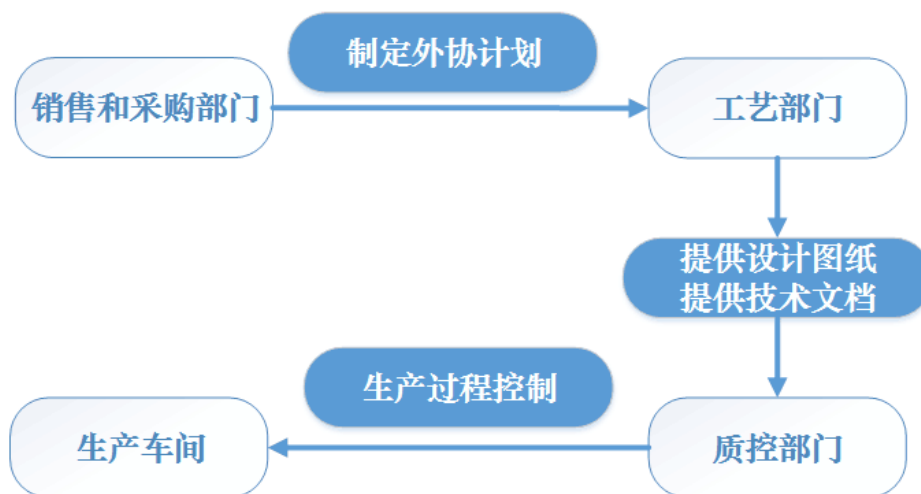 制定外协计划
销售和采购部门
工艺部门
提供设计图纸
提供技术文档
生产过程控制
生产车间
质控部门